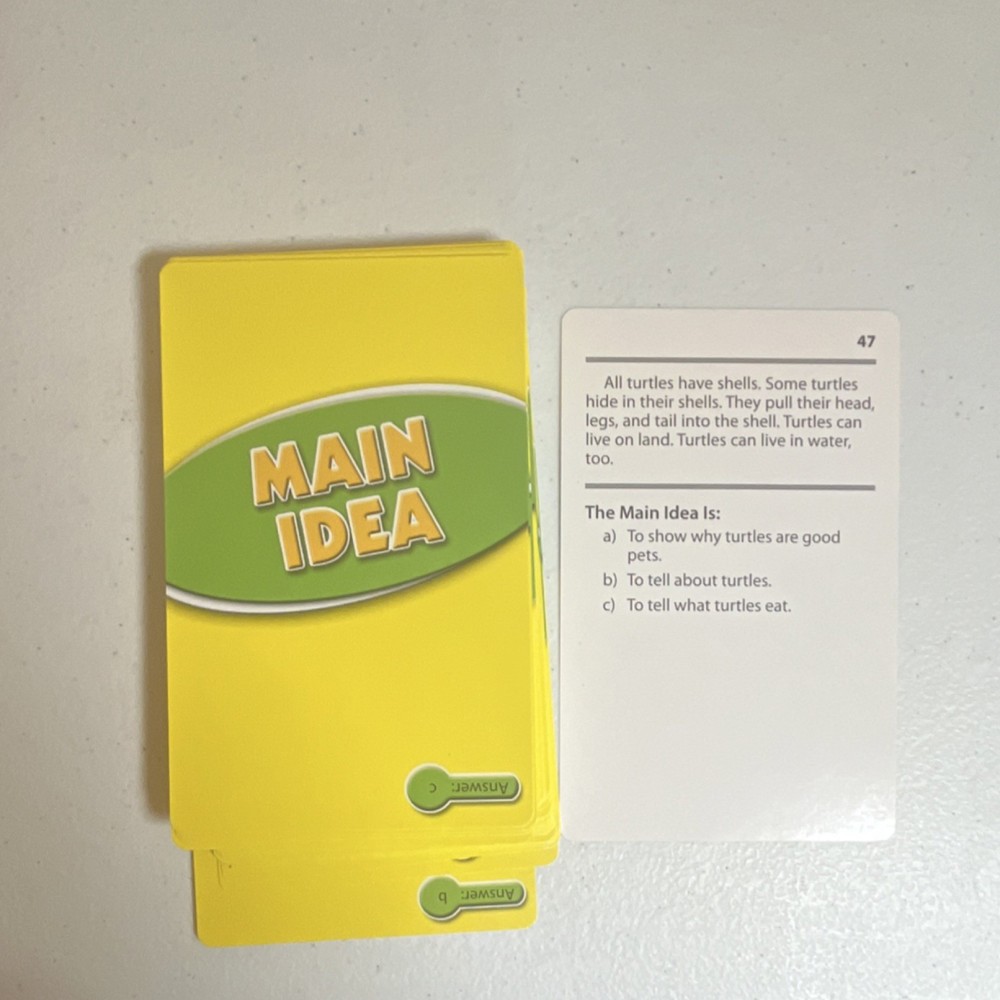 MAIN
IDEA
Answer: c
Answer: b
47
All turtles have shells. Some turtles
hide in their shells. They pull their head,
legs, and tail into the shell. Turtles can
live on land. Turtles can live in water,
too.
The Main Idea Is:
a) To show why turtles are good
pets.
b) To tell about turtles.
c) To tell what turtles eat.